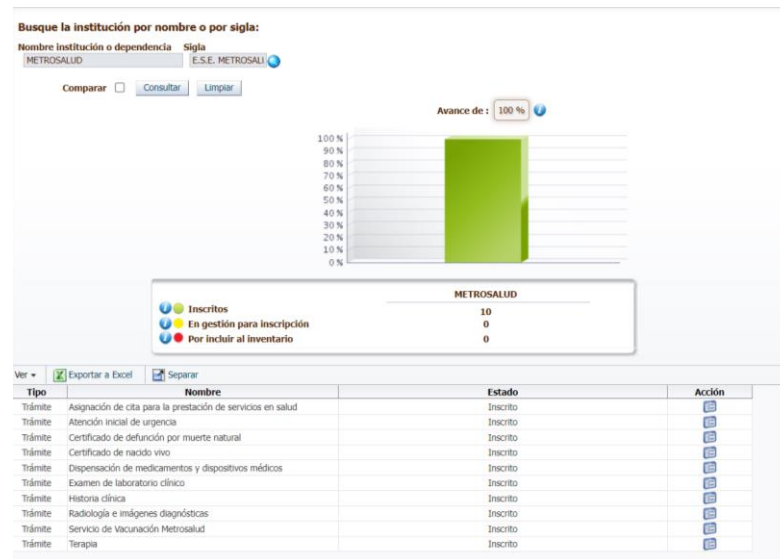 Busque la institución por nombre o por sigla:
Nombre institución o dependencia Sigla
METROSALUD E.S.E. METROSALI
Comparar Consultar Limpiar
Avance de : 100 %
100 %
90 %
80 %
70 %
60 %
50 %
40 %
30 %
20 %
10 %
0 %
METROSALUD
Inscritos 10
En gestión para inscripción 0
Por incluir al inventario 0
Ver Exportar a Excel Separar
Tipo Nombre Estado Acción
Trámite Asignación de cita para la prestación de servicios en salud Inscrito
Trámite Atención inicial de urgencia Inscrito
Trámite Certificado de defunción por muerte natural Inscrito
Trámite Certificado de nacido vivo Inscrito
Trámite Dispensación de medicamentos y dispositivos médicos Inscrito
Trámite Examen de laboratorio clínico Inscrito
Trámite Historia clínica Inscrito
Trámite Radiología e imágenes diagnósticas Inscrito
Trámite Servicio de Vacunación Metrosalud Inscrito
Trámite Terapia Inscrito